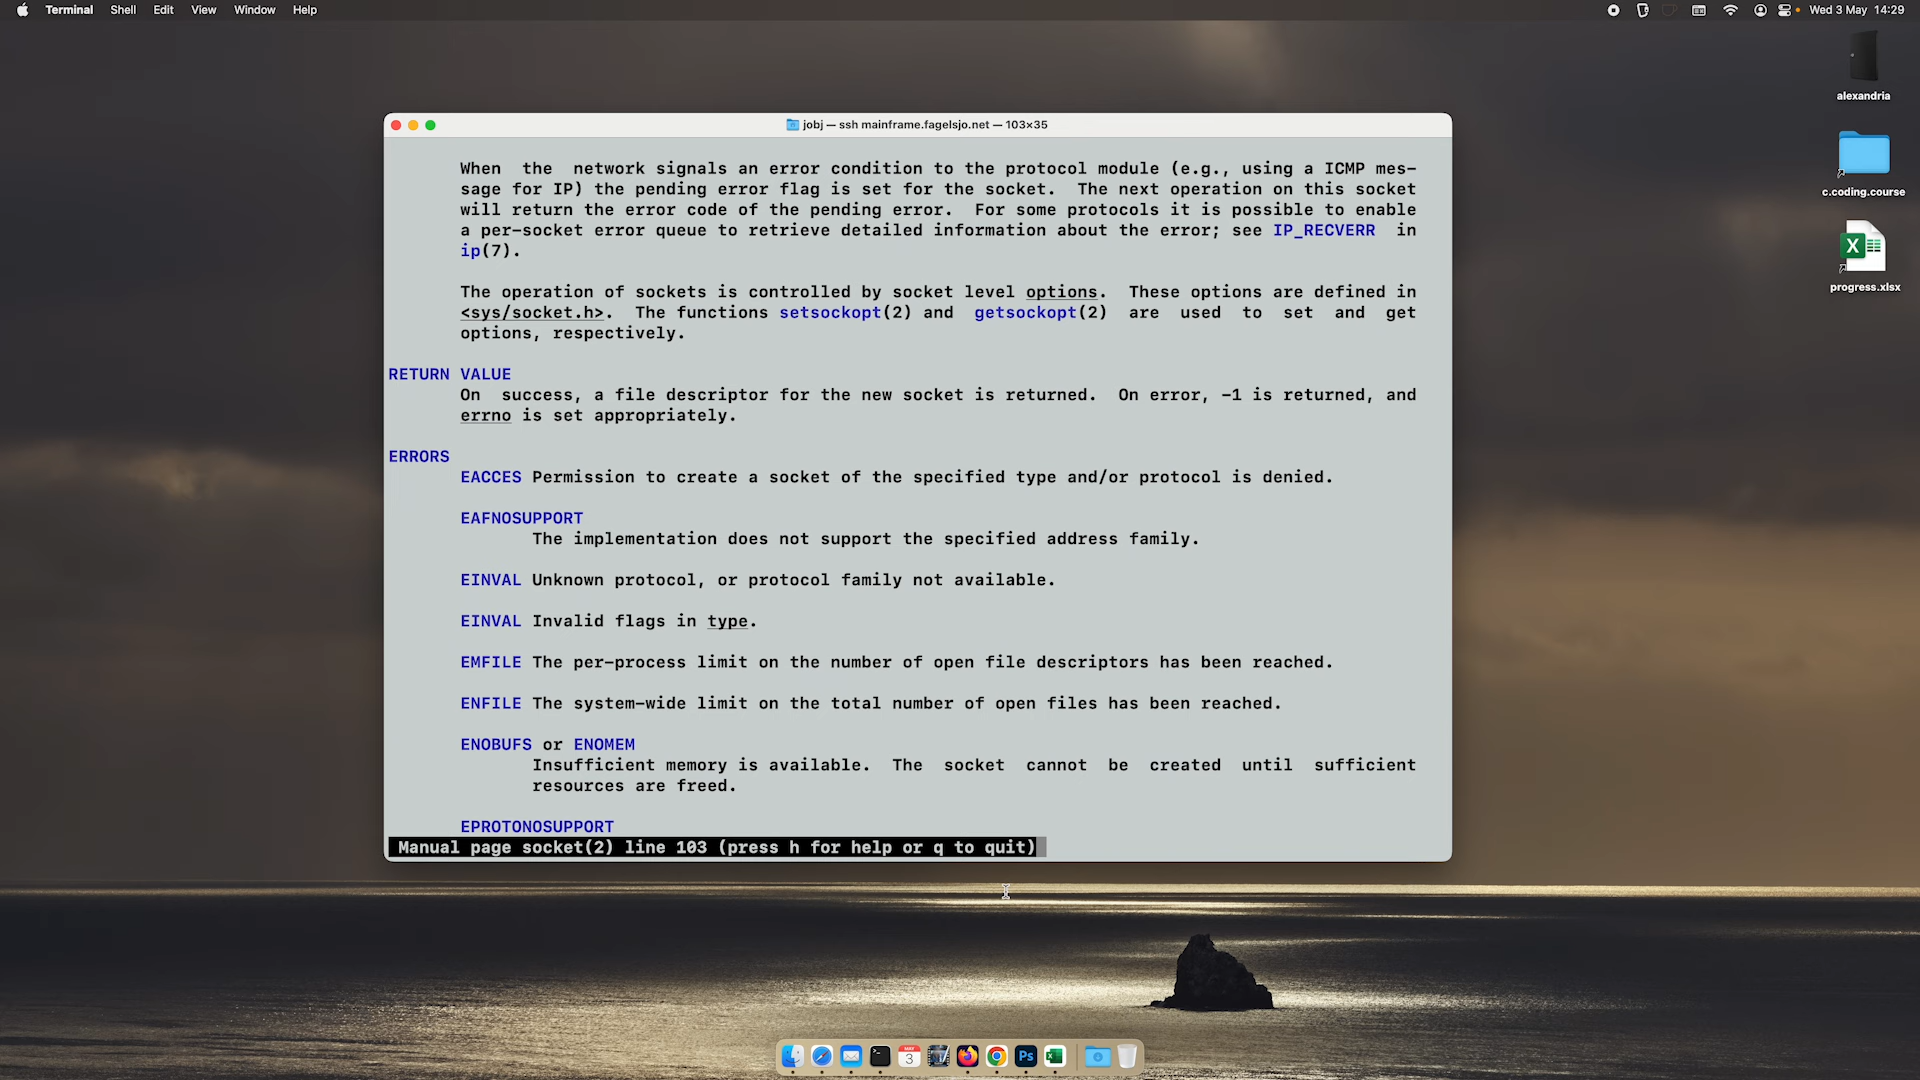 Terminal Shell Edit View Window Help Wed 3 May 14:29
alexandria
c.coding.course
progress.xlsx
jobj — ssh mainframe.fagelsjo.net — 103×35
When the network signals an error condition to the protocol module (e.g., using a ICMP mes-
sage for IP) the pending error flag is set for the socket. The next operation on this socket
will return the error code of the pending error. For some protocols it is possible to enable
a per-socket error queue to retrieve detailed information about the error; see IP_RECVERR in
ip(7).
The operation of sockets is controlled by socket level options. These options are defined in
<sys/socket.h>. The functions setsockopt(2) and getsockopt(2) are used to set and get
options, respectively.
RETURN VALUE
On success, a file descriptor for the new socket is returned. On error, -1 is returned, and
errno is set appropriately.
ERRORS
EACCES Permission to create a socket of the specified type and/or protocol is denied.
EAFNOSUPPORT
The implementation does not support the specified address family.
EINVAL Unknown protocol, or protocol family not available.
EINVAL Invalid flags in type.
EMFILE The per-process limit on the number of open file descriptors has been reached.
ENFILE The system-wide limit on the total number of open files has been reached.
ENOBUFS or ENOMEM
Insufficient memory is available. The socket cannot be created until sufficient
resources are freed.
EPROTONOSUPPORT
Manual page socket(2) line 103 (press h for help or q to quit)
MAY
3
Ps